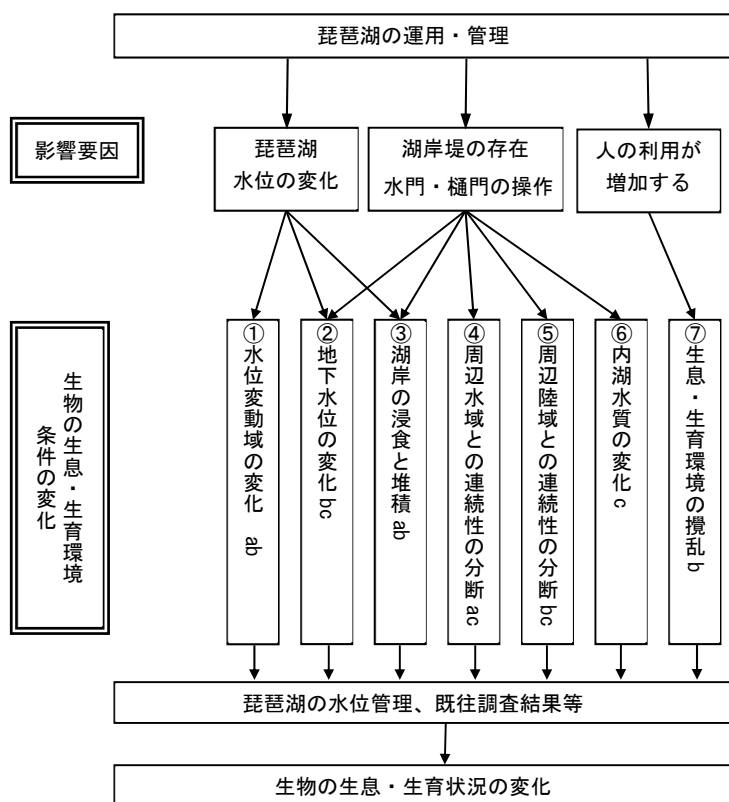 琵琶湖の運用・管理
影響要因
琵琶湖
水位の変化
湖岸堤の存在
水門・樋門の操作
人の利用が
増加する
生物の生息・生育環境
条件の変化
①水位変動域の変化 ab
②地下水位の変化 bc
③湖岸の浸食と堆積 ab
④周辺水域との連続性の分断 ac
⑤周辺陸域との連続性の分断 bc
⑥内湖水質の変化 c
⑦生息・生育環境の攪乱 b
琵琶湖の水位管理、既往調査結果等
生物の生息・生育状況の変化